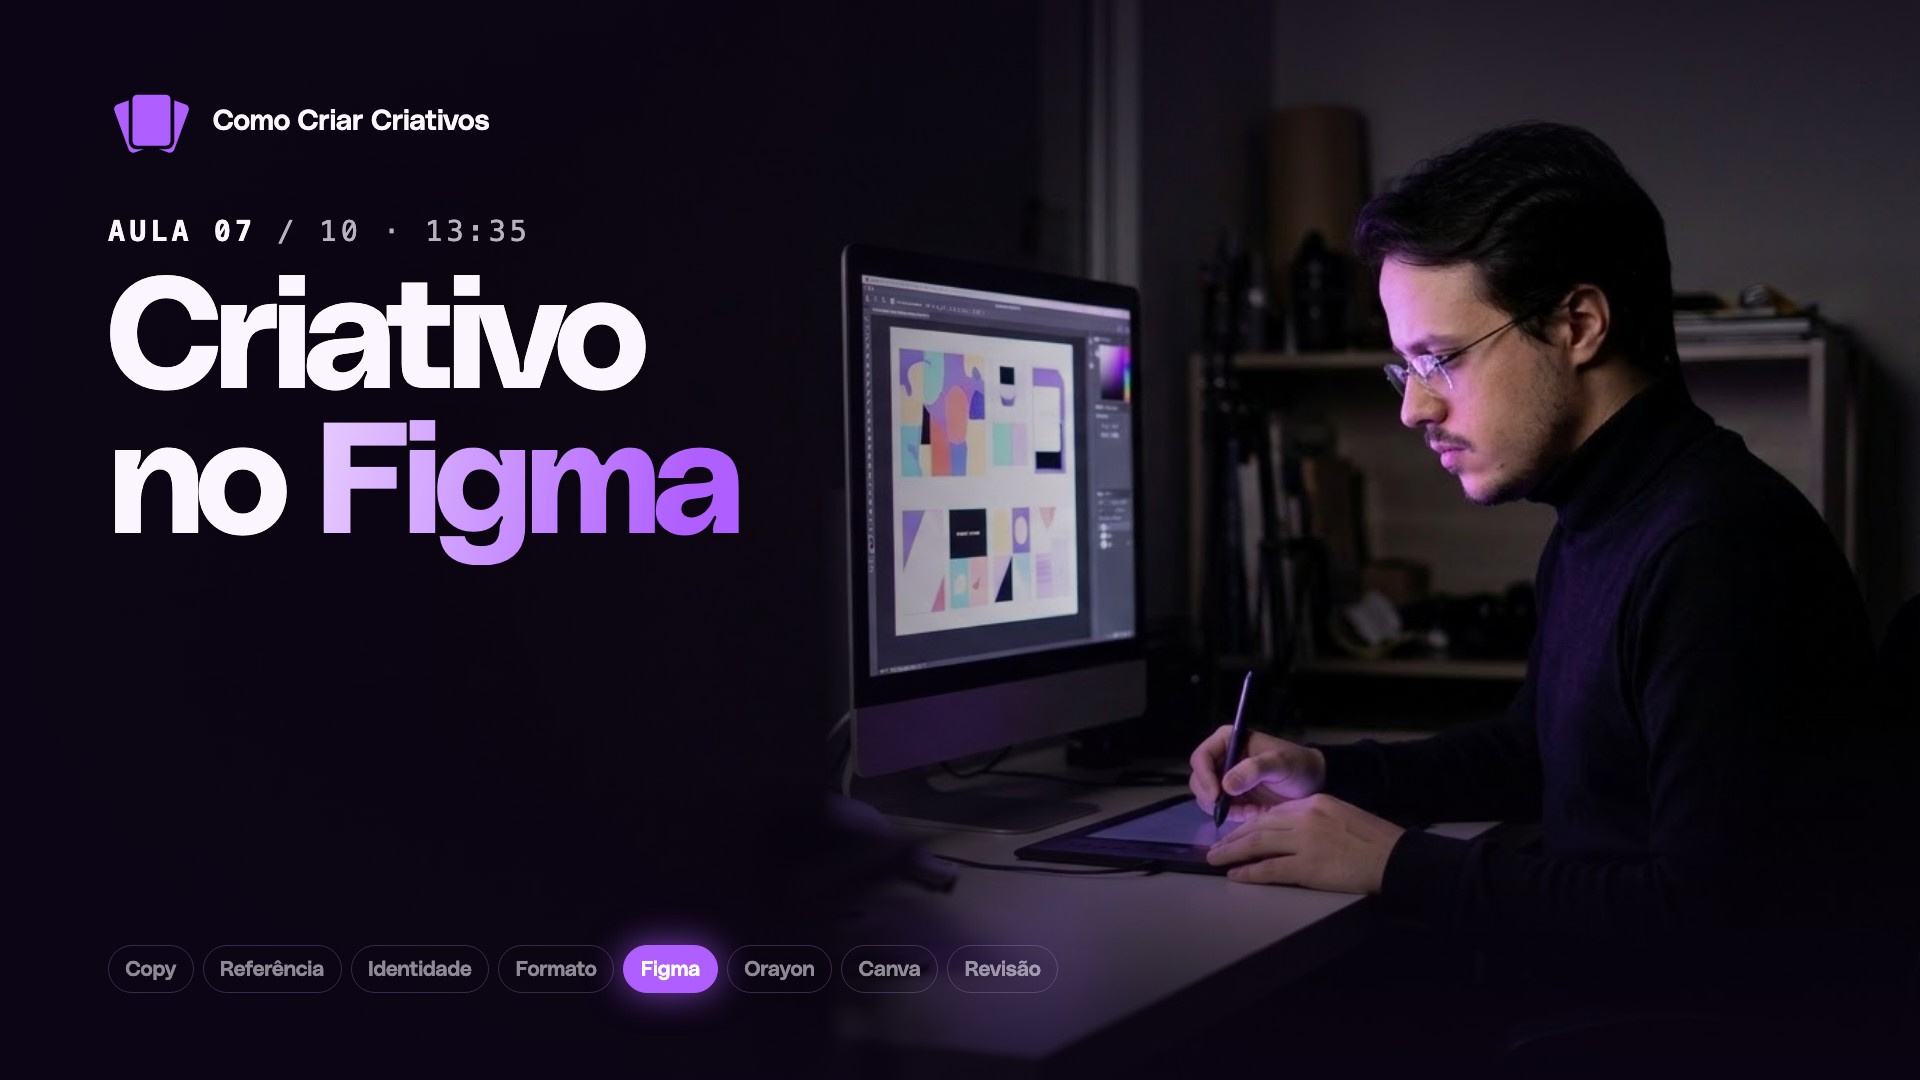 Como Criar Criativos
AULA 07 / 10 · 13:35
Criativo
no Figma
Copy Referência Identidade Formato Figma Orayon Canva Revisão